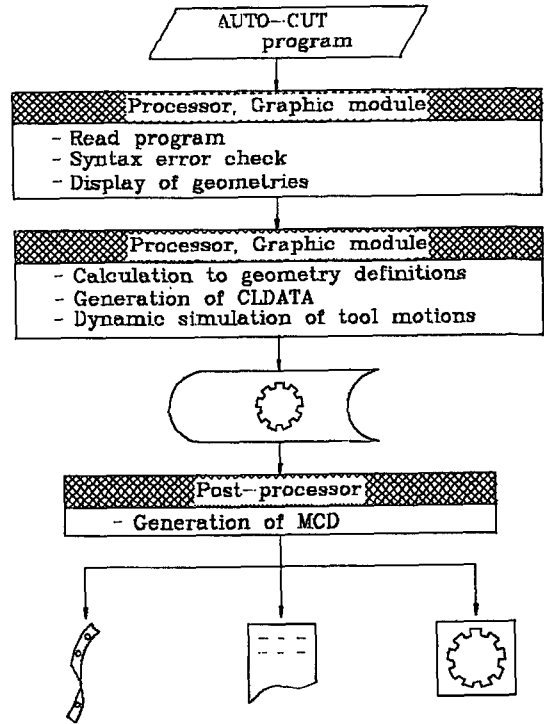 AUTO-CUT
program
Processor, Graphic module
- Read program
- Syntax error check
- Display of geometries
Processor, Graphic module
- Calculation to geometry definitions
- Generation of CLDATA
- Dynamic simulation of tool motions
Post-processor
- Generation of MCD